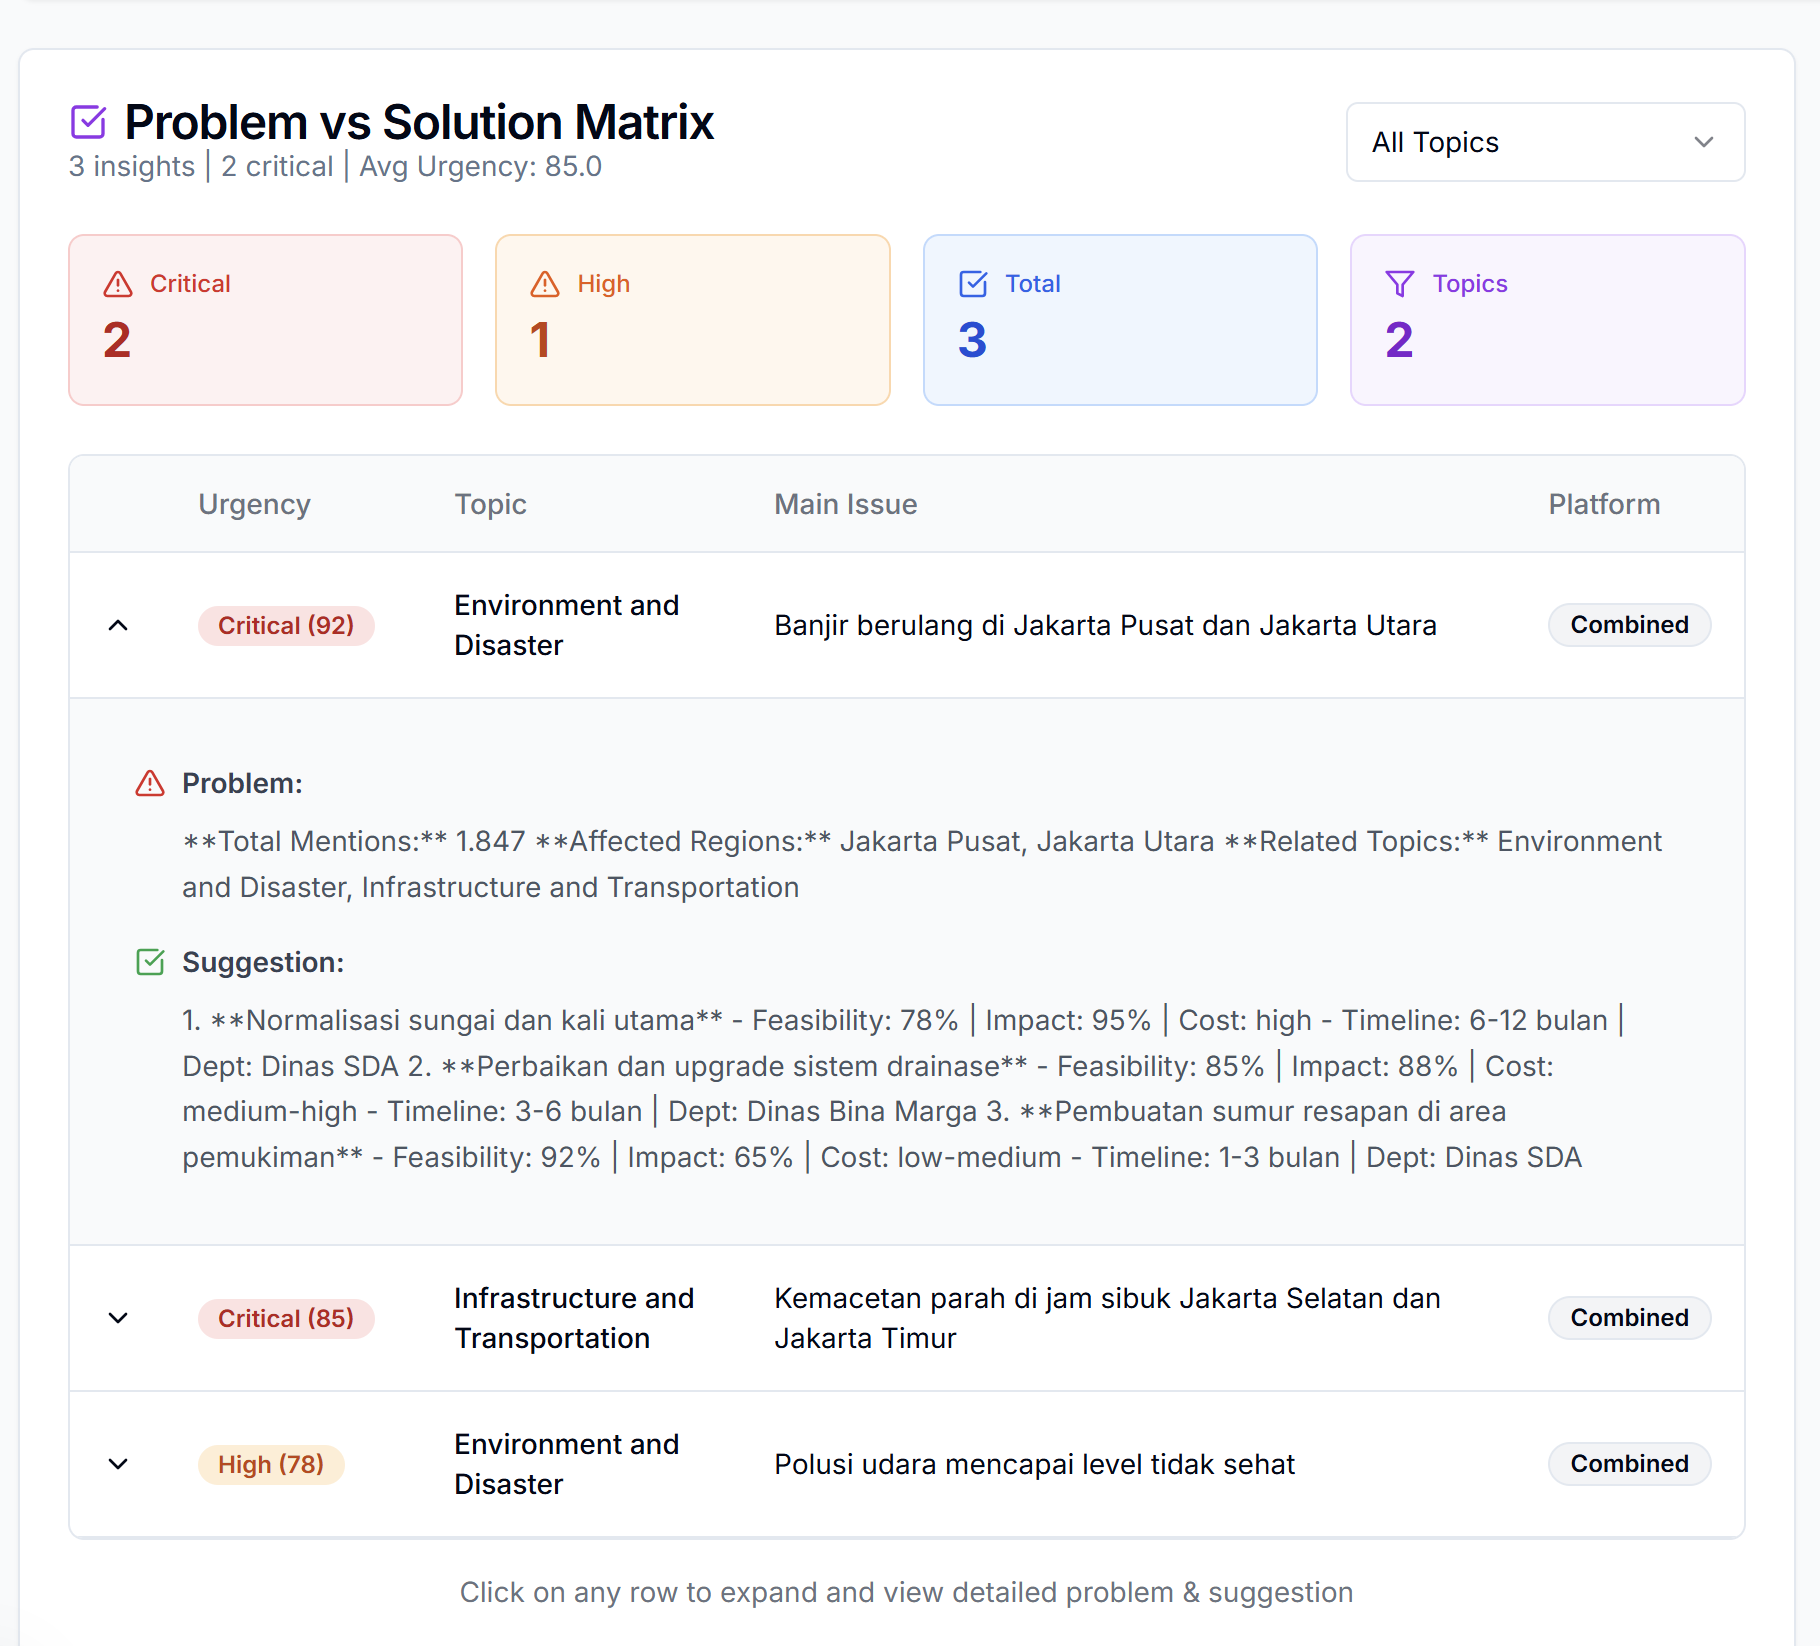 Problem vs Solution Matrix
3 insights | 2 critical | Avg Urgency: 85.0
All Topics
Critical
2
High
1
Total
3
Topics
2
Urgency
Topic
Main Issue
Platform
Critical (92)
Environment and
Disaster
Banjir berulang di Jakarta Pusat dan Jakarta Utara
Combined
Problem:
**Total Mentions:** 1.847 **Affected Regions:** Jakarta Pusat, Jakarta Utara **Related Topics:** Environment
and Disaster, Infrastructure and Transportation
Suggestion:
1. **Normalisasi sungai dan kali utama** - Feasibility: 78% | Impact: 95% | Cost: high - Timeline: 6-12 bulan |
Dept: Dinas SDA 2. **Perbaikan dan upgrade sistem drainase** - Feasibility: 85% | Impact: 88% | Cost:
medium-high - Timeline: 3-6 bulan | Dept: Dinas Bina Marga 3. **Pembuatan sumur resapan di area
pemukiman** - Feasibility: 92% | Impact: 65% | Cost: low-medium - Timeline: 1-3 bulan | Dept: Dinas SDA
Critical (85)
Infrastructure and
Transportation
Kemacetan parah di jam sibuk Jakarta Selatan dan
Jakarta Timur
Combined
High (78)
Environment and
Disaster
Polusi udara mencapai level tidak sehat
Combined
Click on any row to expand and view detailed problem & suggestion